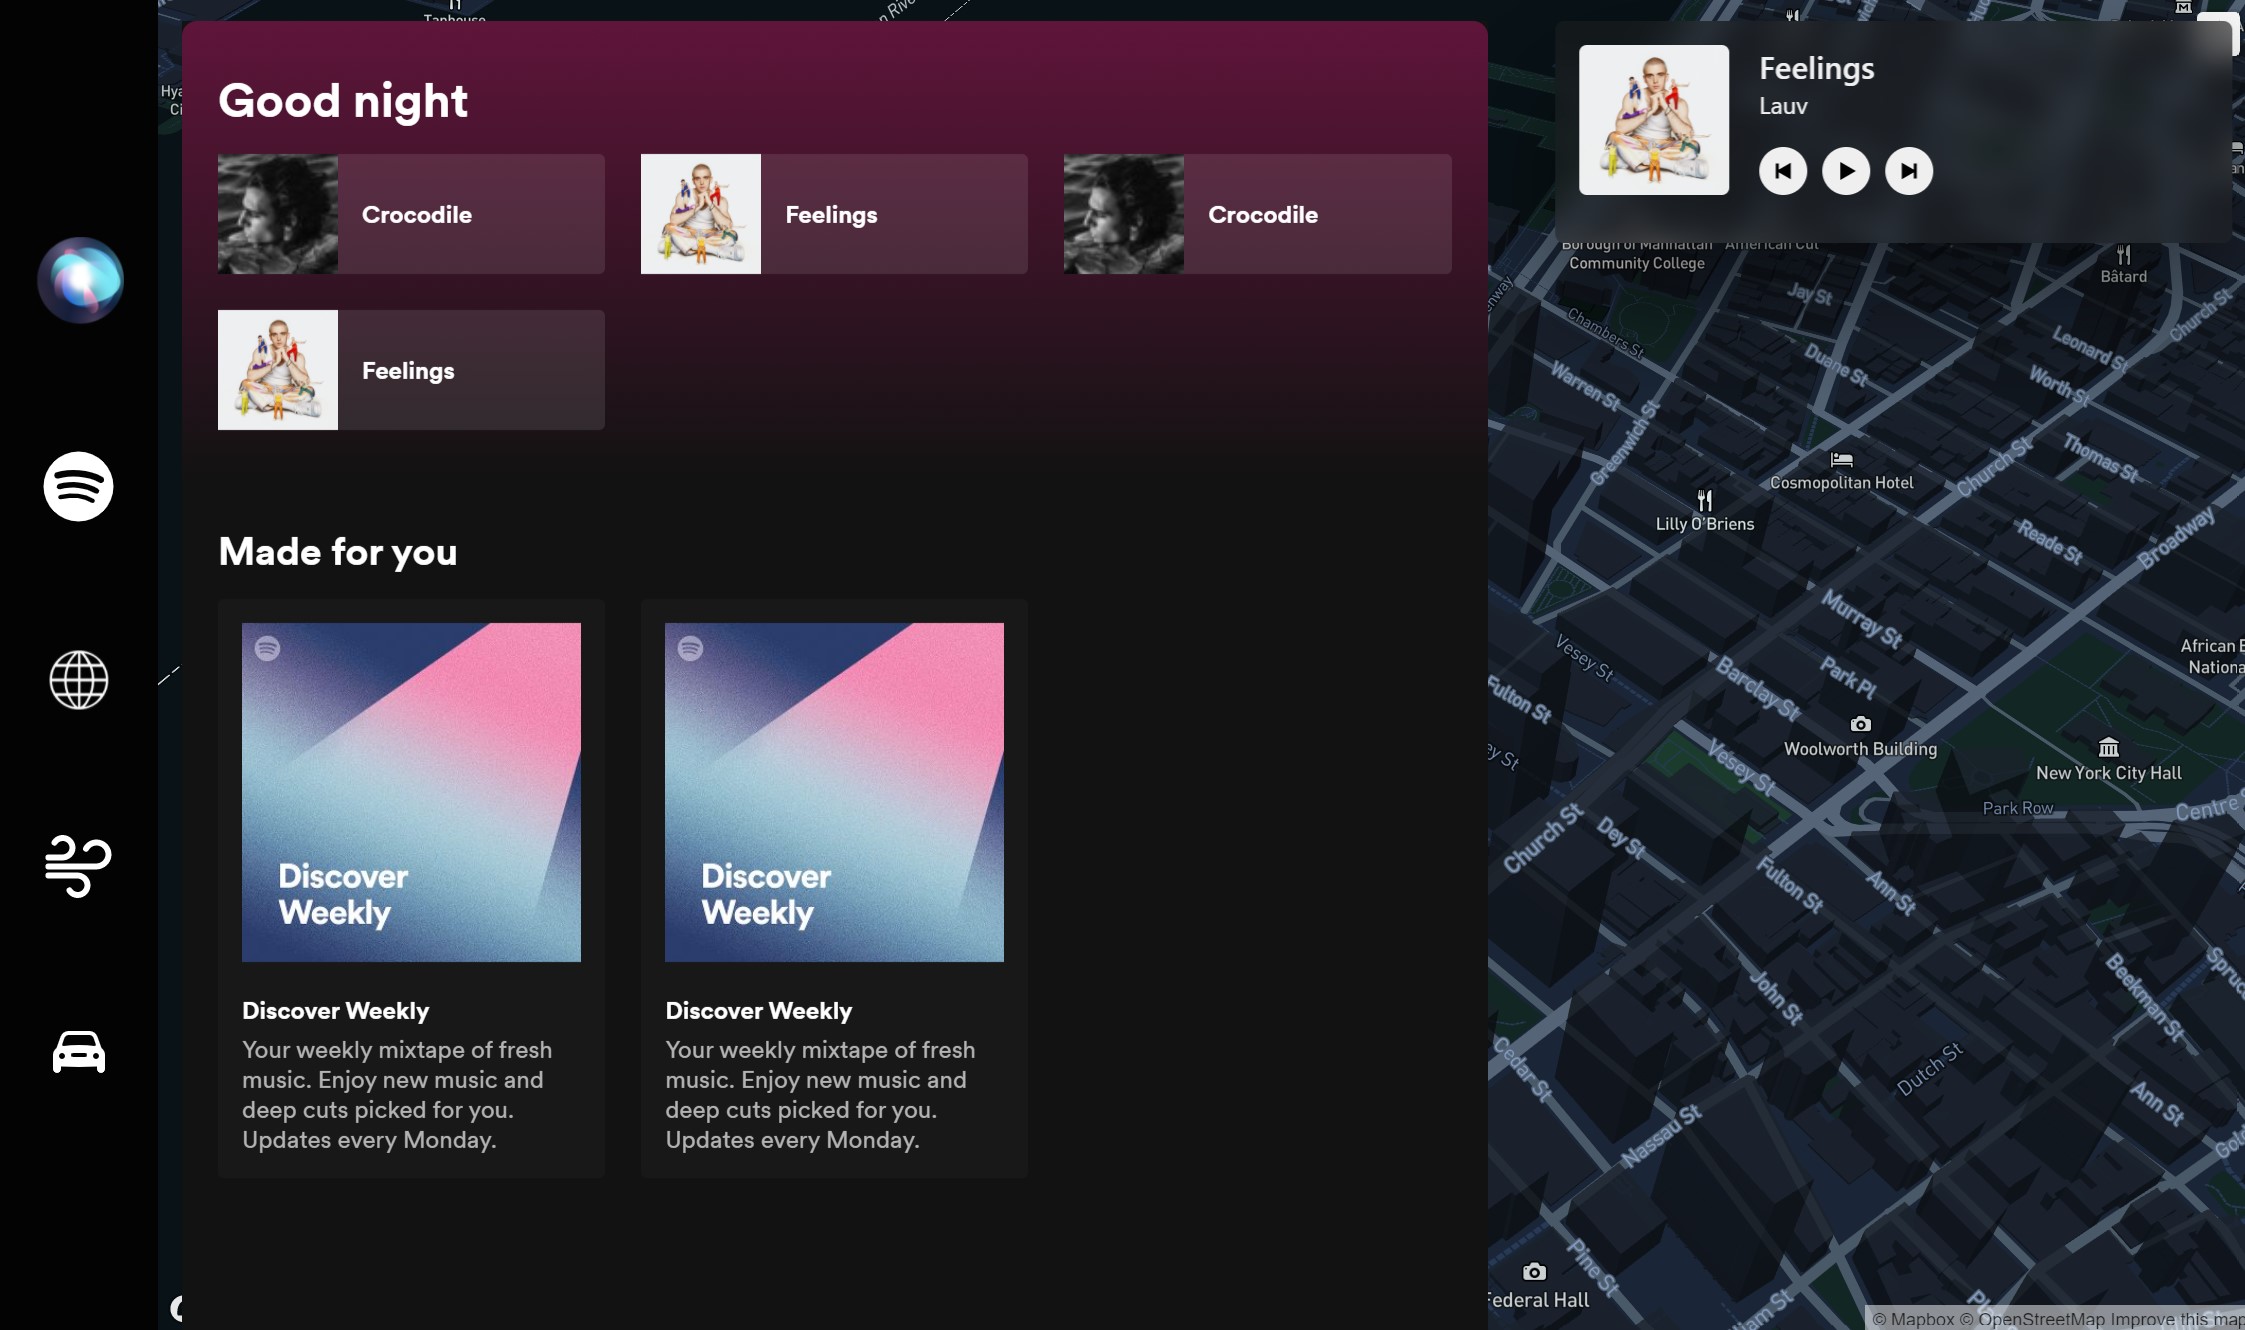 Good night
Crocodile
Feelings
Crocodile
Feelings
Made for you
Discover
Weekly
Discover
Weekly
Discover Weekly
Your weekly mixtape of fresh
music. Enjoy new music and
deep cuts picked for you.
Updates every Monday.
Discover Weekly
Your weekly mixtape of fresh
music. Enjoy new music and
deep cuts picked for you.
Updates every Monday.
Feelings
Lauv
Borough of Manhattan
Community College
American Cut
Bâtard
Jay St
Church St
Chambers St
Leonard St
Duane St
Warren St
Worth St
Greenwich St
Thomas St
Church St
Cosmopolitan Hotel
Lilly O'Briens
Reade St
Broadway
Murray St
Vesey St
Park Pl
Barclay St
Fulton St
Woolworth Building
Vesey St
New York City Hall
Park Row
Centre
Church St
Dey St
Fulton St
Ann St
John St
Beekman St
Cedar St
Dutch St
Ann St
Nassau St
Pine St
Federal Hall
© Mapbox © OpenStreetMap Improve this map